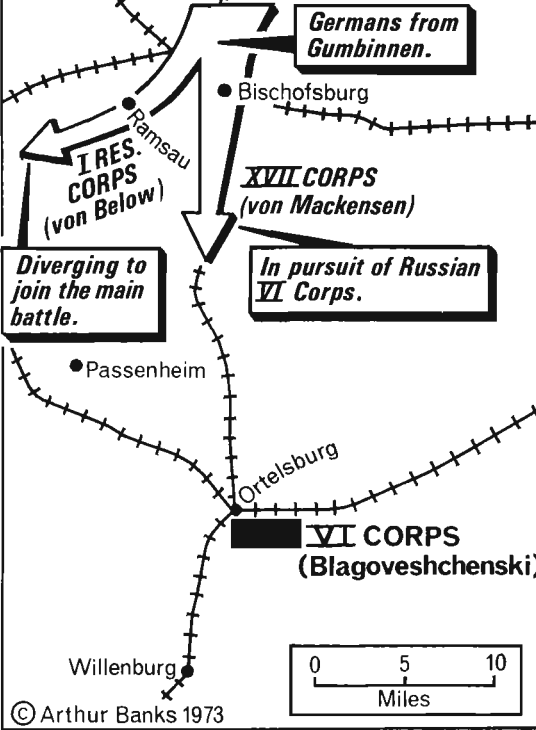 Germans from
Gumbinnen.
Bischofsburg
Ramsau
I RES.
CORPS
(von Below)
XVII CORPS
(von Mackensen)
Diverging to
join the main
battle.
In pursuit of Russian
VI Corps.
Passenheim
Ortelsburg
VI CORPS
(Blagoveshchenski)
Willenburg
0 5 10
Miles
© Arthur Banks 1973